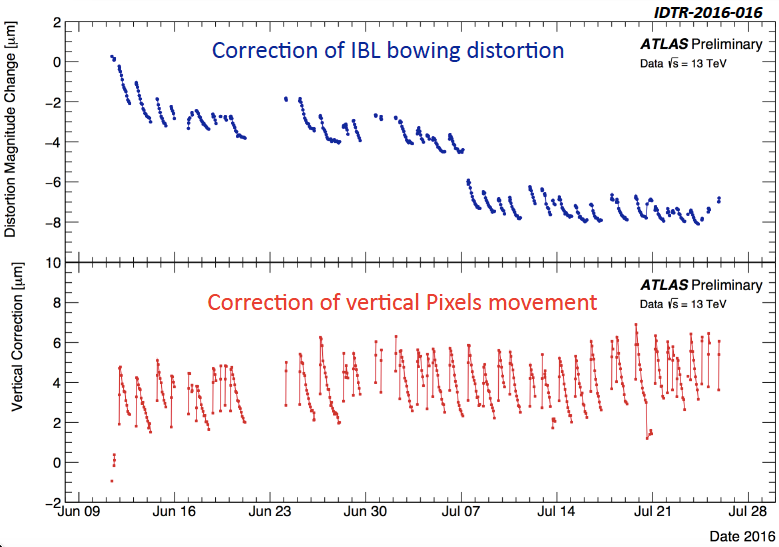 IDTR-2016-016
2
0
−2
−4
−6
−8
Distortion Magnitude Change [μm]
Correction of IBL bowing distortion
ATLAS Preliminary
Data √s = 13 TeV
10
8
6
4
2
0
−2
Vertical Correction [μm]
Correction of vertical Pixels movement
ATLAS Preliminary
Data √s = 13 TeV
Jun 09 Jun 16 Jun 23 Jun 30 Jul 07 Jul 14 Jul 21 Jul 28
Date 2016